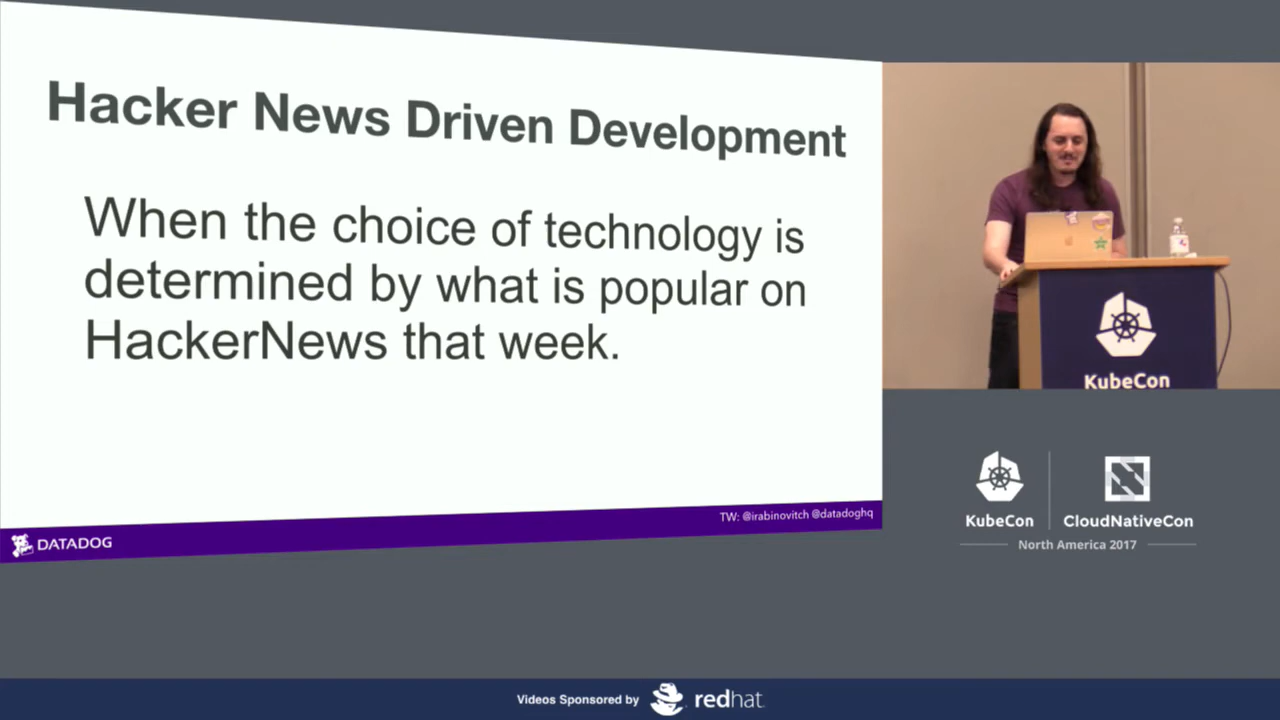 Hacker News Driven Development
When the choice of technology is
determined by what is popular on
HackerNews that week.
TW: @irabinovitch @datadoghq
DATADOG
KubeCon
KubeCon
CloudNativeCon
North America 2017
Videos Sponsored by
redhat.